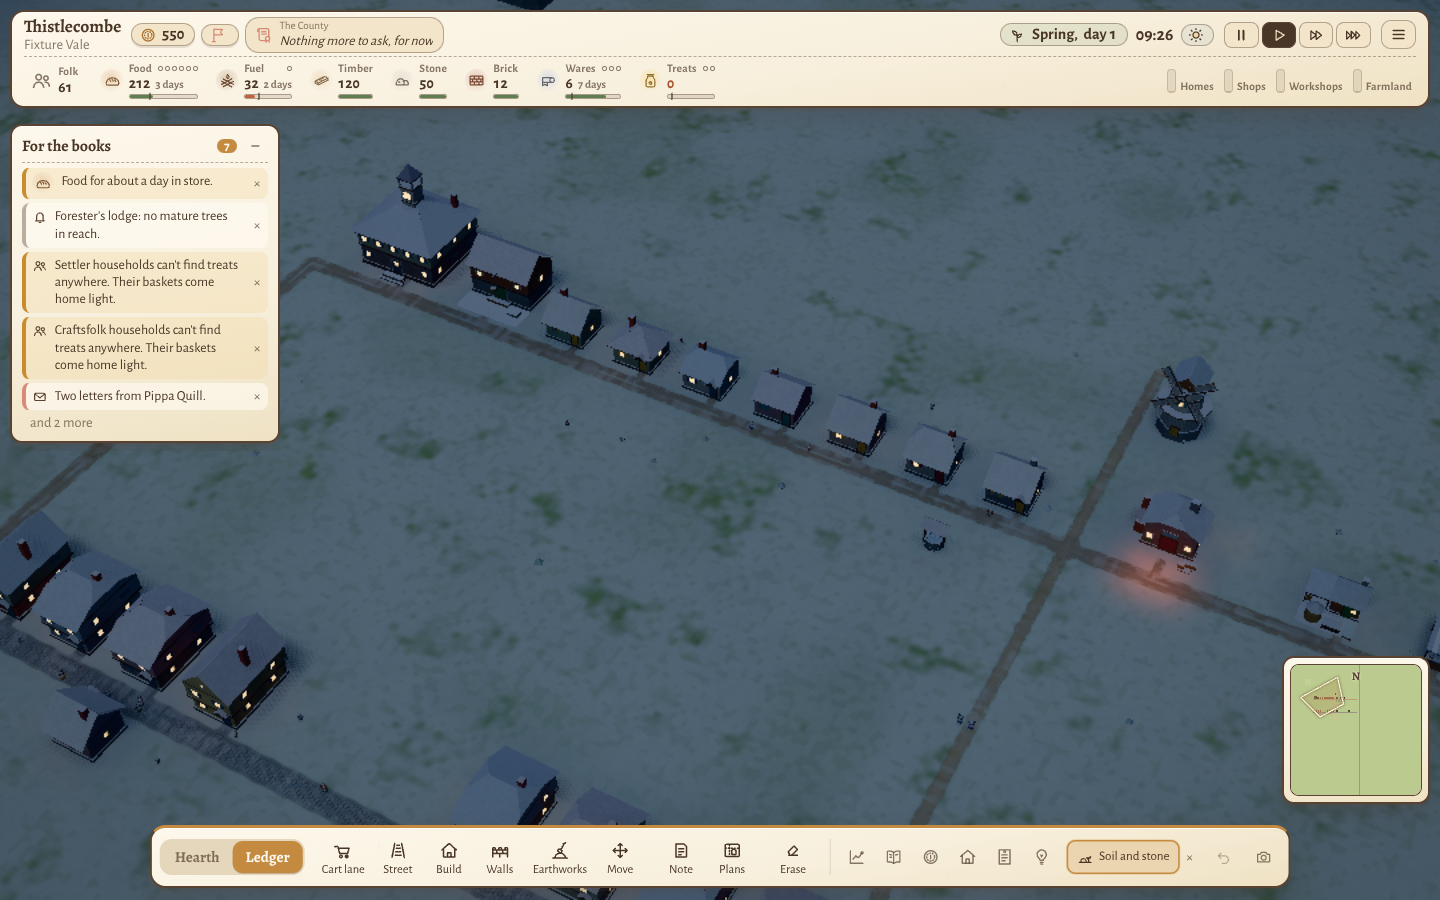 Thistlecombe
Fixture Vale
550
The County
Nothing more to ask, for now
Spring, day 1
09:26
Folk
61
Food
212 3 days
Fuel
32 2 days
Timber
120
Stone
50
Brick
12
Wares
6 7 days
Treats
0
Homes
Shops
Workshops
Farmland
For the books
7
Food for about a day in store.
Forester's lodge: no mature trees
in reach.
Settler households can't find treats
anywhere. Their baskets come
home light.
Craftsfolk households can't find
treats anywhere. Their baskets
come home light.
Two letters from Pippa Quill.
and 2 more
N
Hearth
Ledger
Cart lane
Street
Build
Walls
Earthworks
Move
Note
Plans
Erase
Soil and stone